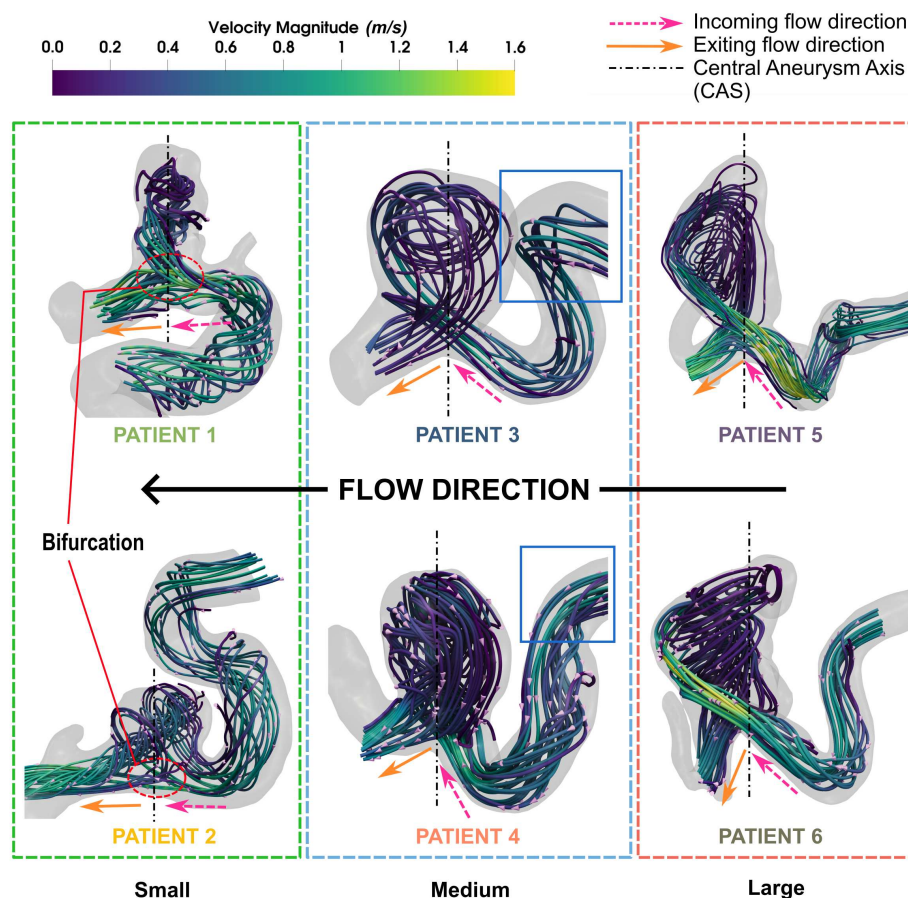 Velocity Magnitude (m/s)
0.0 0.2 0.4 0.6 0.8 1 1.2 1.4 1.6
Incoming flow direction
Exiting flow direction
Central Aneurysm Axis
(CAS)
PATIENT 1
PATIENT 3
PATIENT 5
FLOW DIRECTION
Bifurcation
PATIENT 2
PATIENT 4
PATIENT 6
Small
Medium
Large